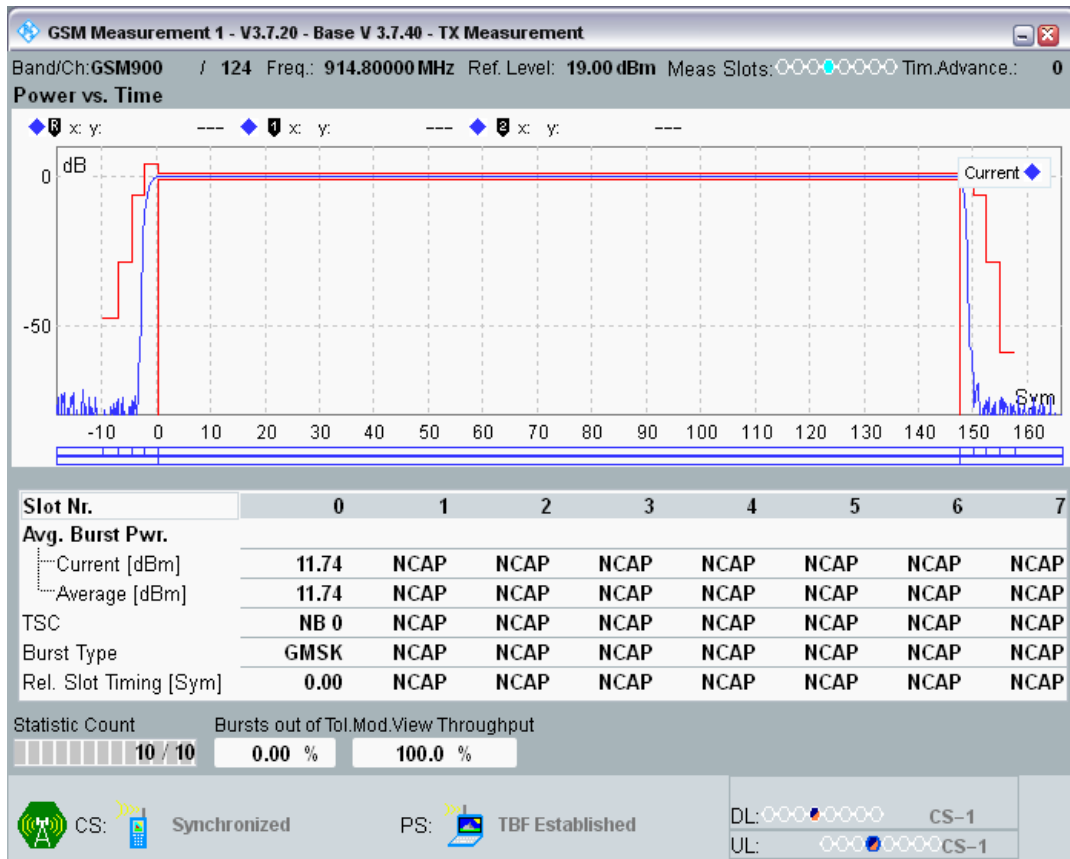 GSM Measurement 1 - V3.7.20 - Base V 3.7.40 - TX Measurement
Band/Ch:GSM900 / 124 Freq.: 914.80000 MHz Ref. Level: 19.00 dBm Meas Slots: Tim.Advance.: 0
Power vs. Time
R x: y: --- 1 x: y: --- 2 x: y: ---
dB
Current
0
-50
Sym
-10 0 10 20 30 40 50 60 70 80 90 100 110 120 130 140 150 160
Slot Nr. 0 1 2 3 4 5 6 7
Avg. Burst Pwr.
Current [dBm] 11.74 NCAP NCAP NCAP NCAP NCAP NCAP NCAP
Average [dBm] 11.74 NCAP NCAP NCAP NCAP NCAP NCAP NCAP
TSC NB 0 NCAP NCAP NCAP NCAP NCAP NCAP NCAP
Burst Type GMSK NCAP NCAP NCAP NCAP NCAP NCAP NCAP
Rel. Slot Timing [Sym] 0.00 NCAP NCAP NCAP NCAP NCAP NCAP NCAP
Statistic Count Bursts out of Tol.Mod.View Throughput
10 / 10 0.00 % 100.0 %
CS: Synchronized PS: TBF Established
DL: CS-1
UL: CS-1